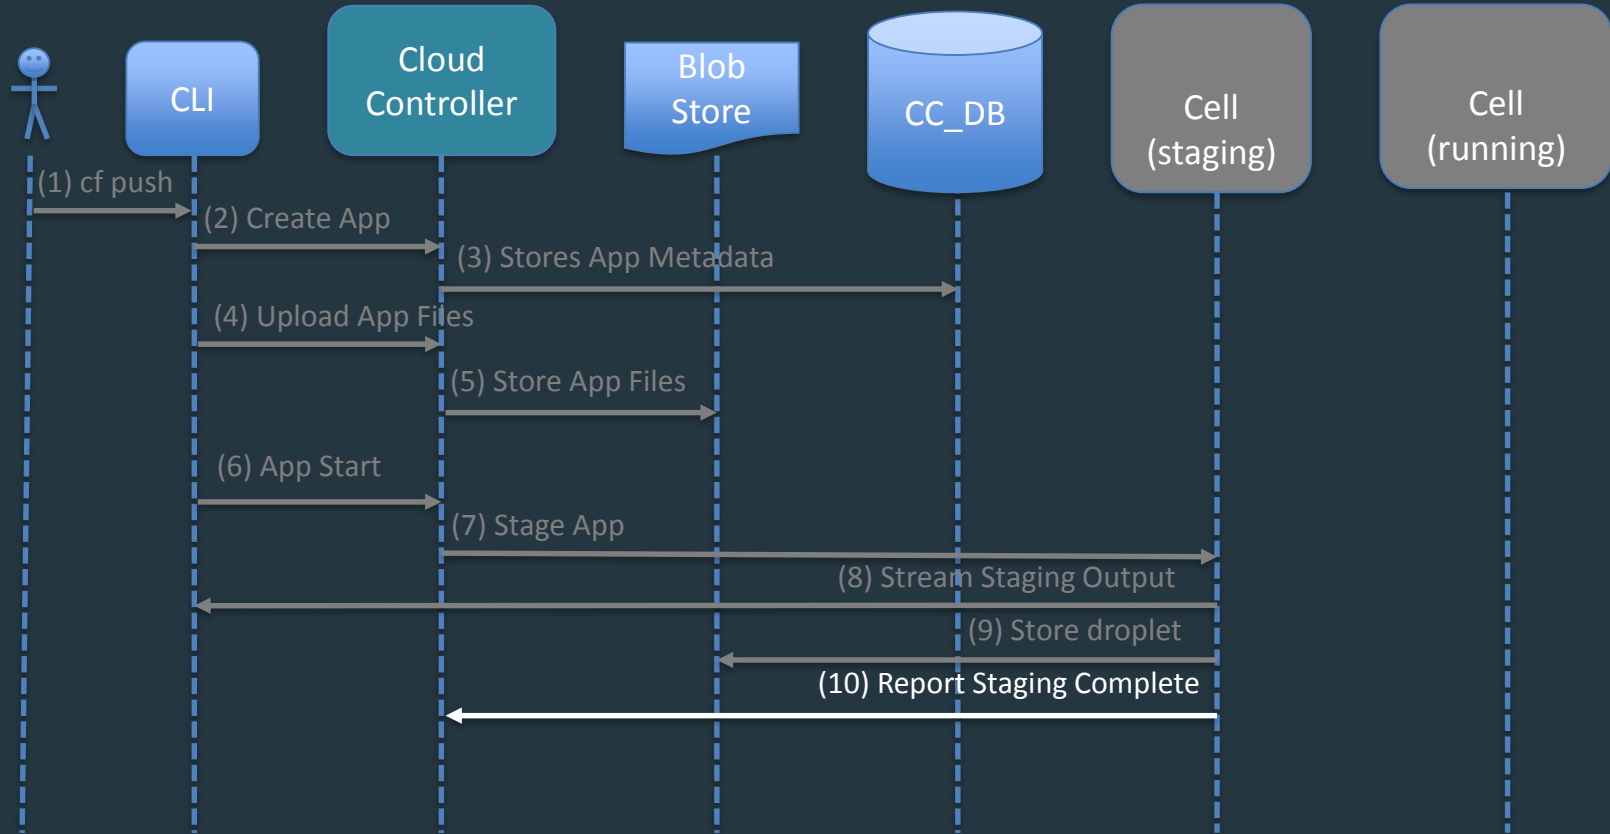 CLI
Cloud
Controller
Blob
Store
CC_DB
Cell
(staging)
Cell
(running)
(1) cf push
(2) Create App
(3) Stores App Metadata
(4) Upload App Files
(5) Store App Files
(6) App Start
(7) Stage App
(8) Stream Staging Output
(9) Store droplet
(10) Report Staging Complete